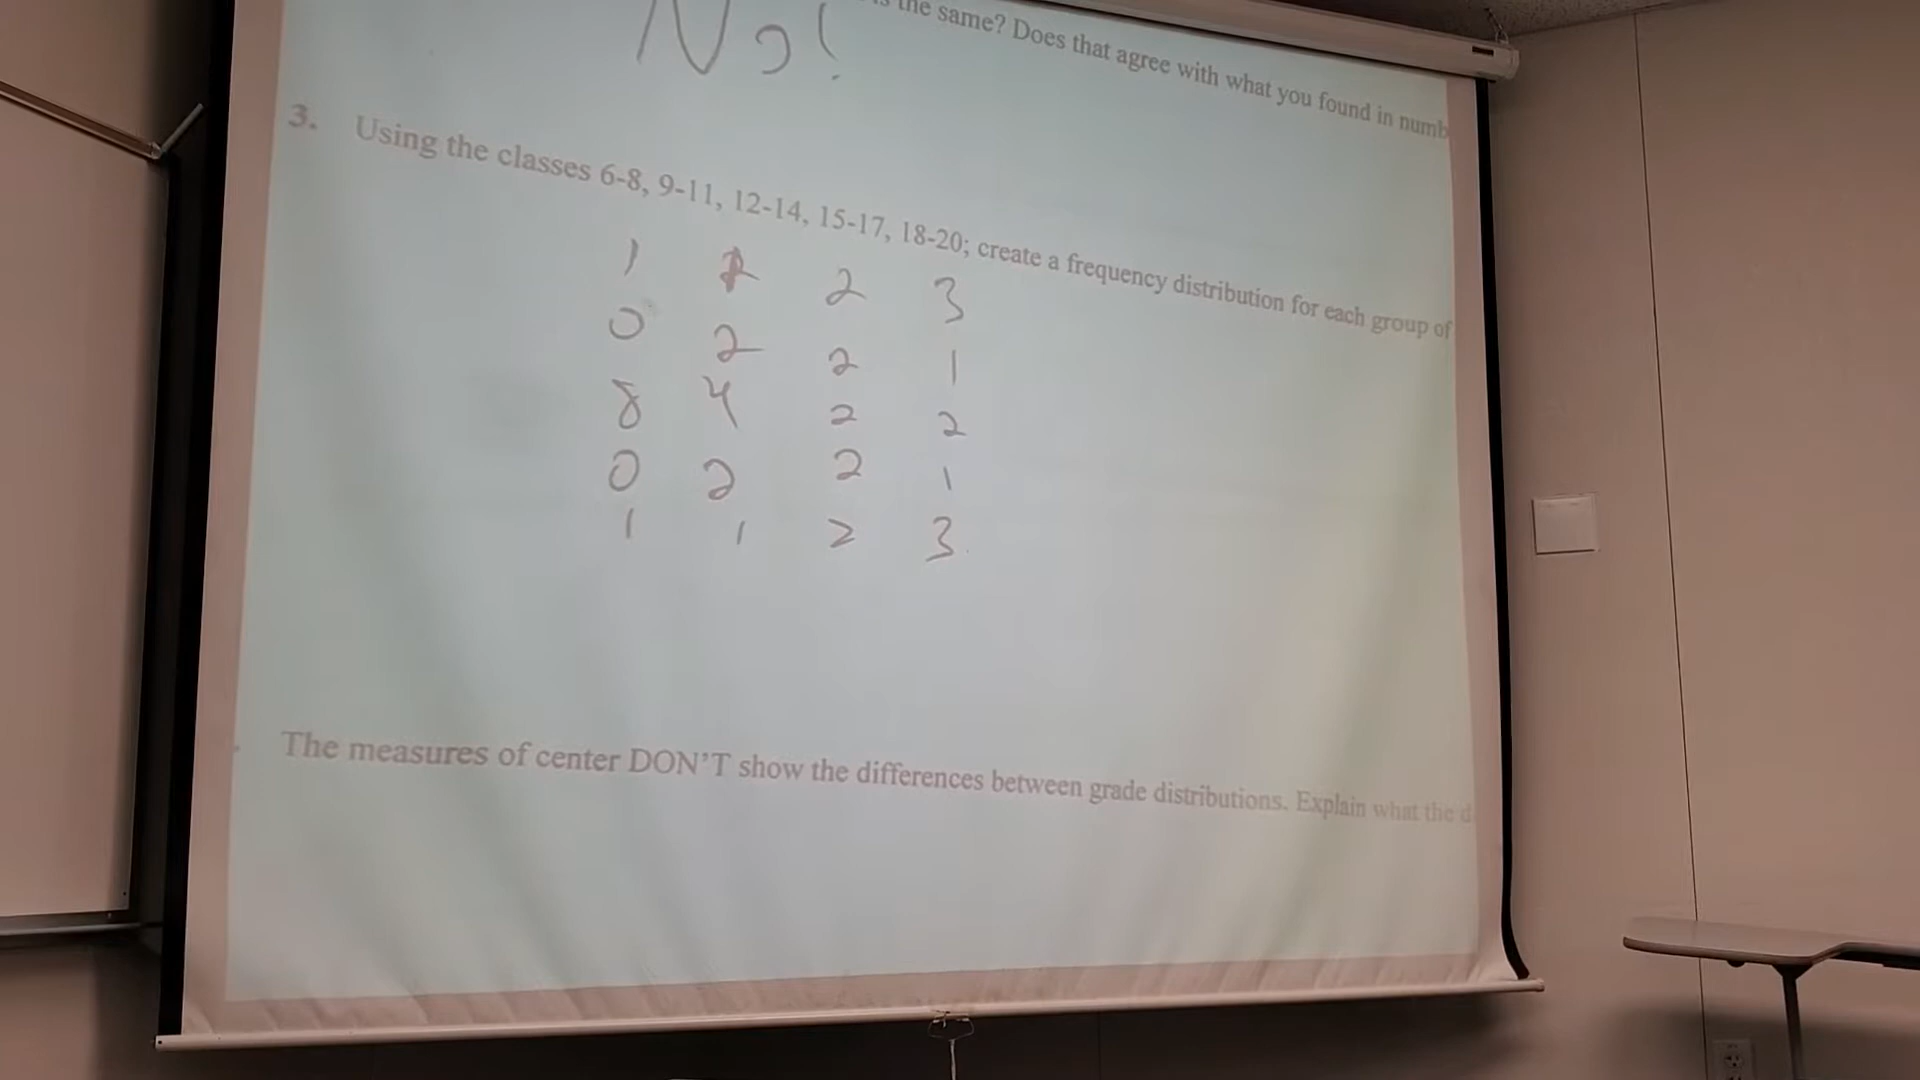 No!
the same? Does that agree with what you found in numb
3. Using the classes 6-8, 9-11, 12-14, 15-17, 18-20; create a frequency distribution for each group of
1 2 3
0 2 2 1
8 4 2 2
0 2 2 1
1 1 2 3
The measures of center DON'T show the differences between grade distributions. Explain what the d